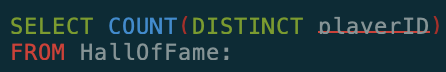 SELECT COUNT(DISTINCT playerID)
FROM HallOfFame;